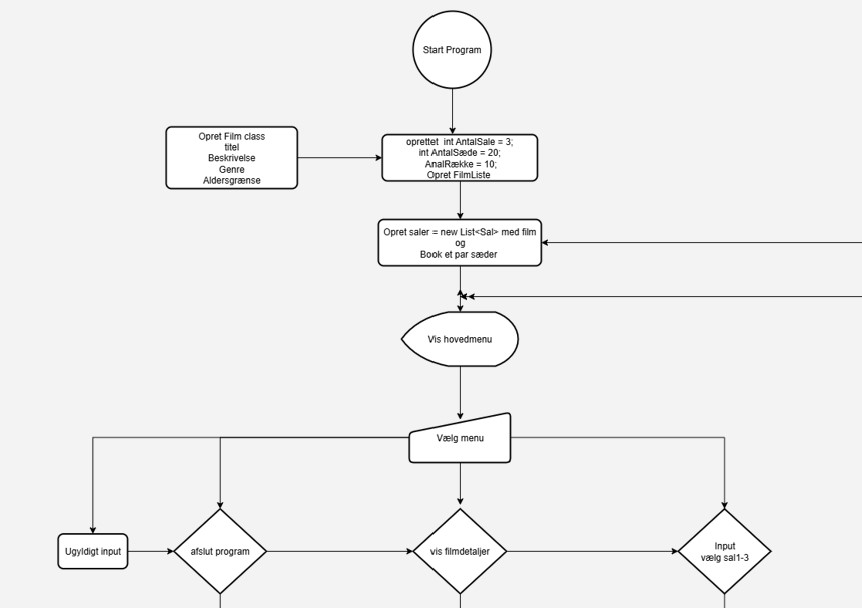 Start Program
Opret Film class
titel
Beskrivelse
Genre
Aldersgrænse
oprettet int AntalSale = 3;
int AntalSæde = 20;
AnalRække = 10;
Opret FilmListe
Opret saler = new List<Sal> med film
og
Book et par sæder
Vis hovedmenu
Vælg menu
Ugyldigt input
afslut program
vis filmdetaljer
Input
vælg sal1-3